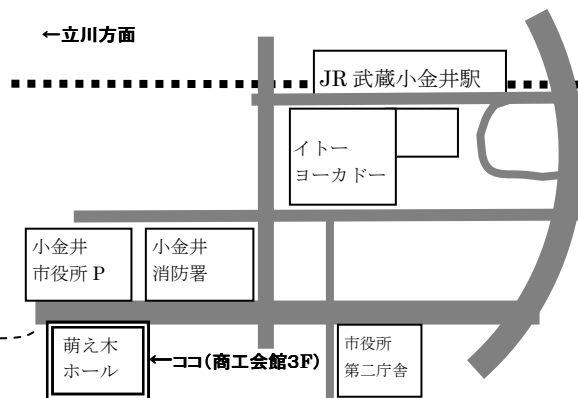 ←立川方面
JR 武蔵小金井駅
イトー
ヨーカドー
小金井
市役所 P
小金井
消防署
萌え木
ホール
←ココ(商工会館3F)
市役所
第二庁舎